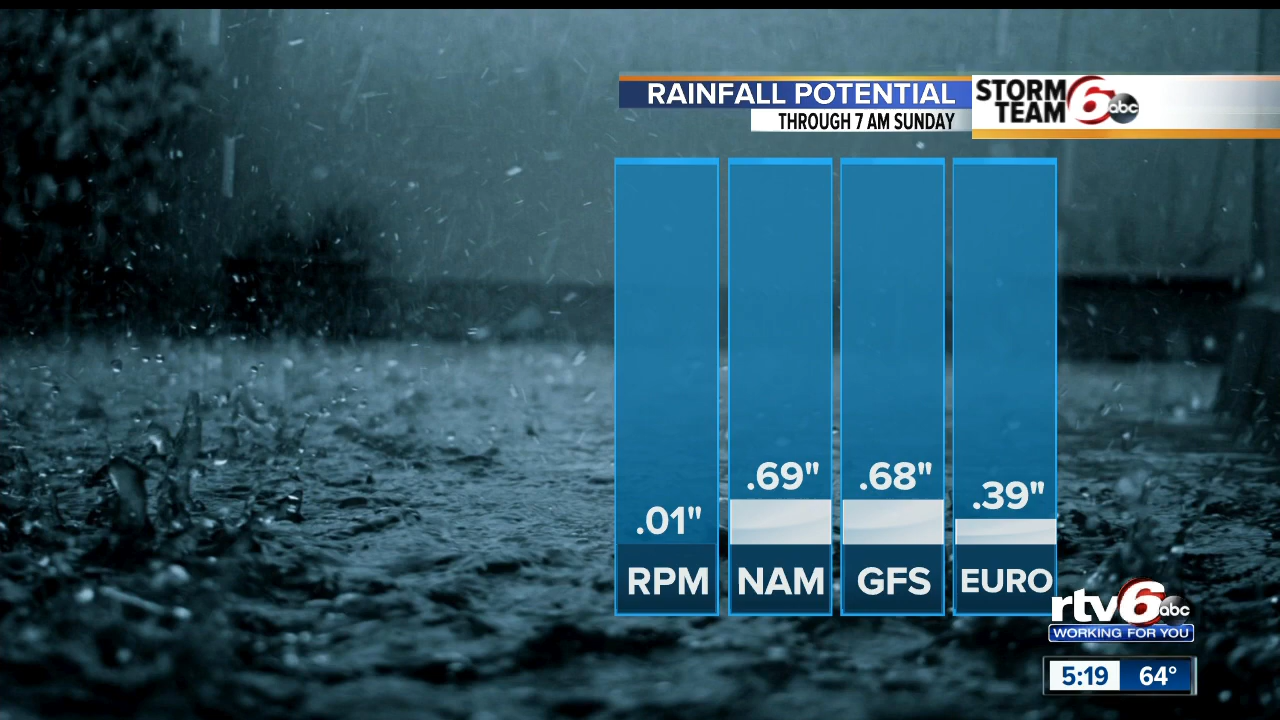 RAINFALL POTENTIAL
THROUGH 7 AM SUNDAY
STORM
TEAM 6 abc
.01" .69" .68" .39"
RPM NAM GFS EURO
rtv6 abc
WORKING FOR YOU
5:19 64°